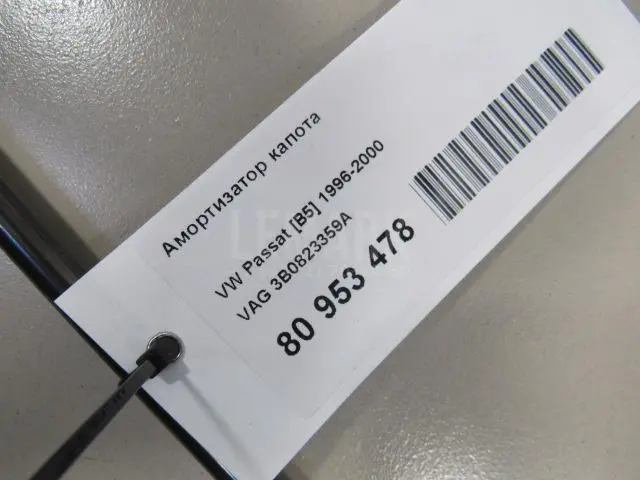 Амортизатор капота
VW Passat [B5] 1996-2000
VAG 3B0823359A
80 953 478